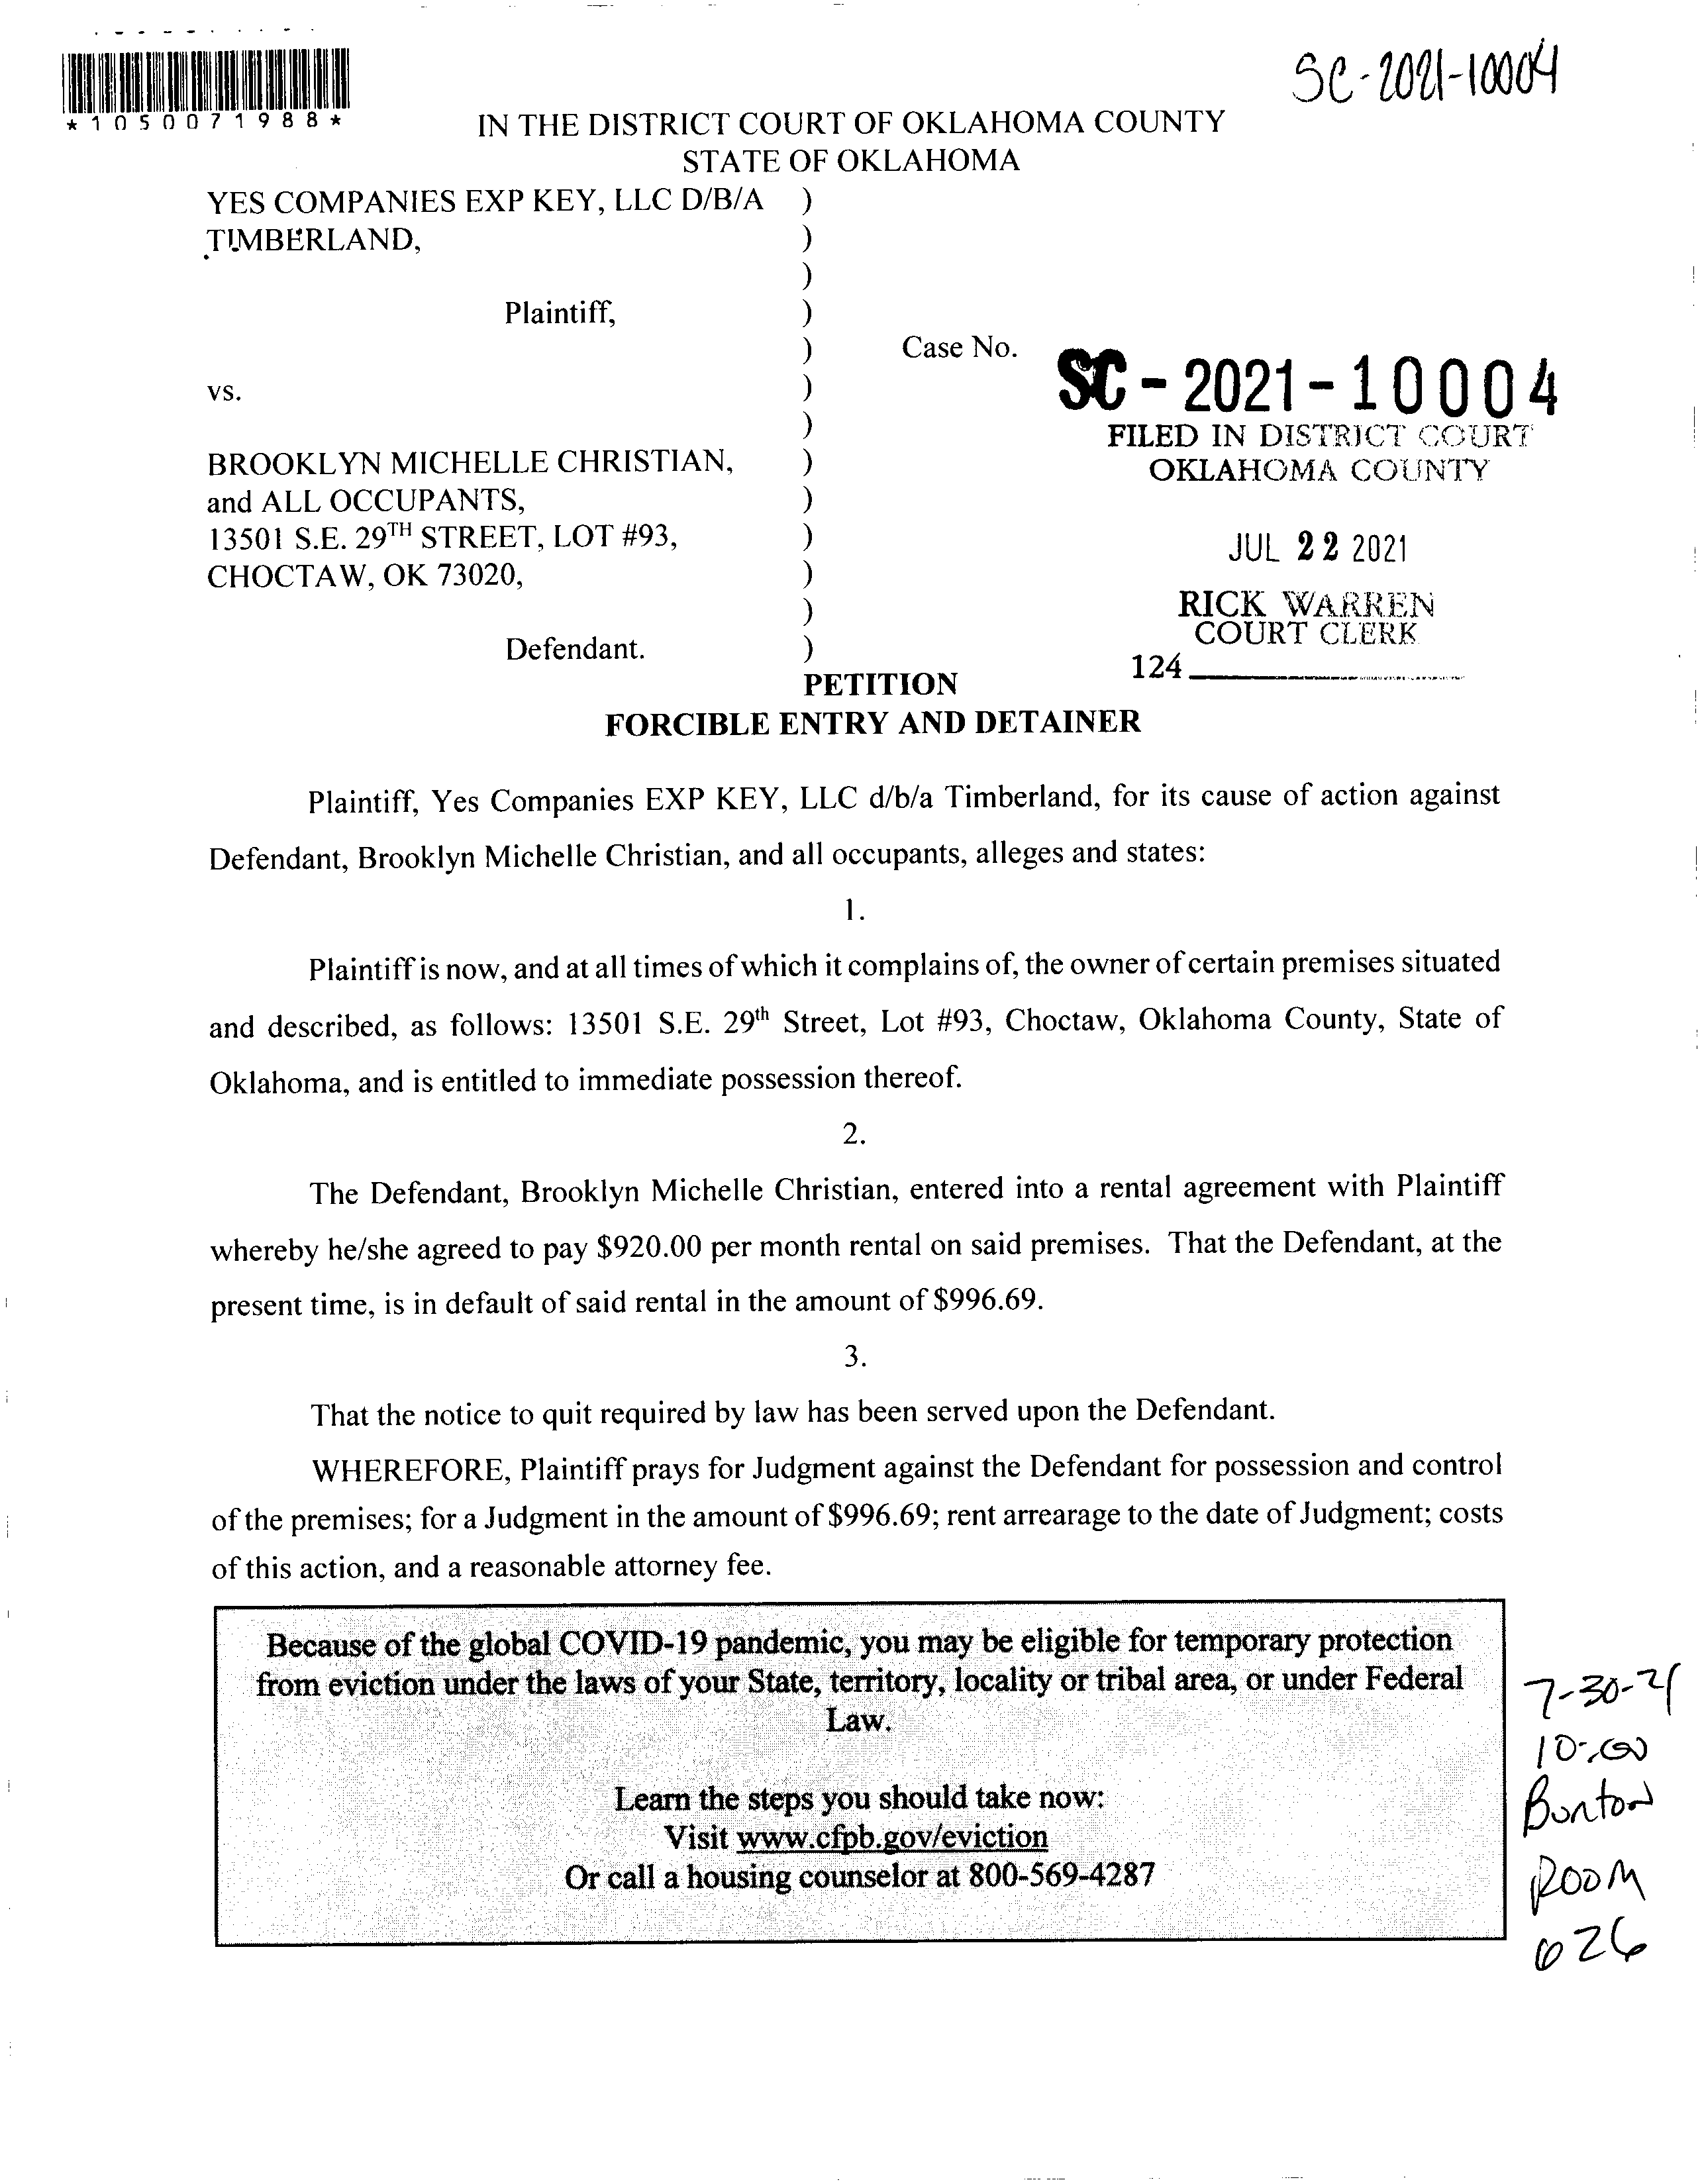 SC-2021-10004
*1050071988*
IN THE DISTRICT COURT OF OKLAHOMA COUNTY
STATE OF OKLAHOMA
YES COMPANIES EXP KEY, LLC D/B/A )
TIMBERLAND, )
)
Plaintiff, )
) Case No. SC-2021-10004
vs. )
) FILED IN DISTRICT COURT
BROOKLYN MICHELLE CHRISTIAN, ) OKLAHOMA COUNTY
and ALL OCCUPANTS, )
13501 S.E. 29TH STREET, LOT #93, ) JUL 22 2021
CHOCTAW, OK 73020, )
) RICK WARREN
COURT CLERK
Defendant. )
124
PETITION
FORCIBLE ENTRY AND DETAINER
Plaintiff, Yes Companies EXP KEY, LLC d/b/a Timberland, for its cause of action against
Defendant, Brooklyn Michelle Christian, and all occupants, alleges and states:
1.
Plaintiff is now, and at all times of which it complains of, the owner of certain premises situated
and described, as follows: 13501 S.E. 29th Street, Lot #93, Choctaw, Oklahoma County, State of
Oklahoma, and is entitled to immediate possession thereof.
2.
The Defendant, Brooklyn Michelle Christian, entered into a rental agreement with Plaintiff
whereby he/she agreed to pay $920.00 per month rental on said premises. That the Defendant, at the
present time, is in default of said rental in the amount of $996.69.
3.
That the notice to quit required by law has been served upon the Defendant.
WHEREFORE, Plaintiff prays for Judgment against the Defendant for possession and control
of the premises; for a Judgment in the amount of $996.69; rent arrearage to the date of Judgment; costs
of this action, and a reasonable attorney fee.
Because of the global COVID-19 pandemic, you may be eligible for temporary protection
from eviction under the laws of your State, territory, locality or tribal area, or under Federal
Law.
Learn the steps you should take now:
Visit www.cfpb.gov/eviction
Or call a housing counselor at 800-569-4287
7-30-21
10:00
Burton
ROOM
626